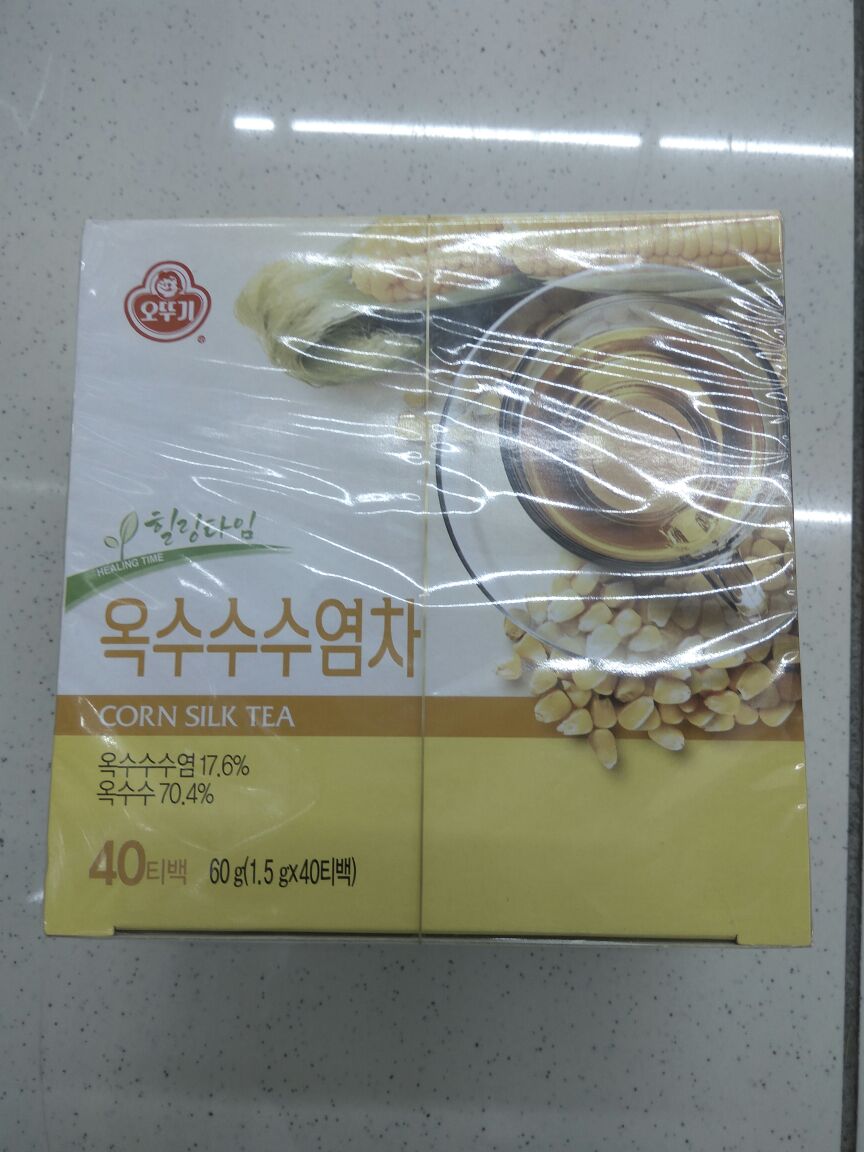 오뚜기
힐링타임
HEALING TIME
옥수수수염차
CORN SILK TEA
옥수수수염 17.6%
옥수수 70.4%
40티백 60 g(1.5 gx40티백)